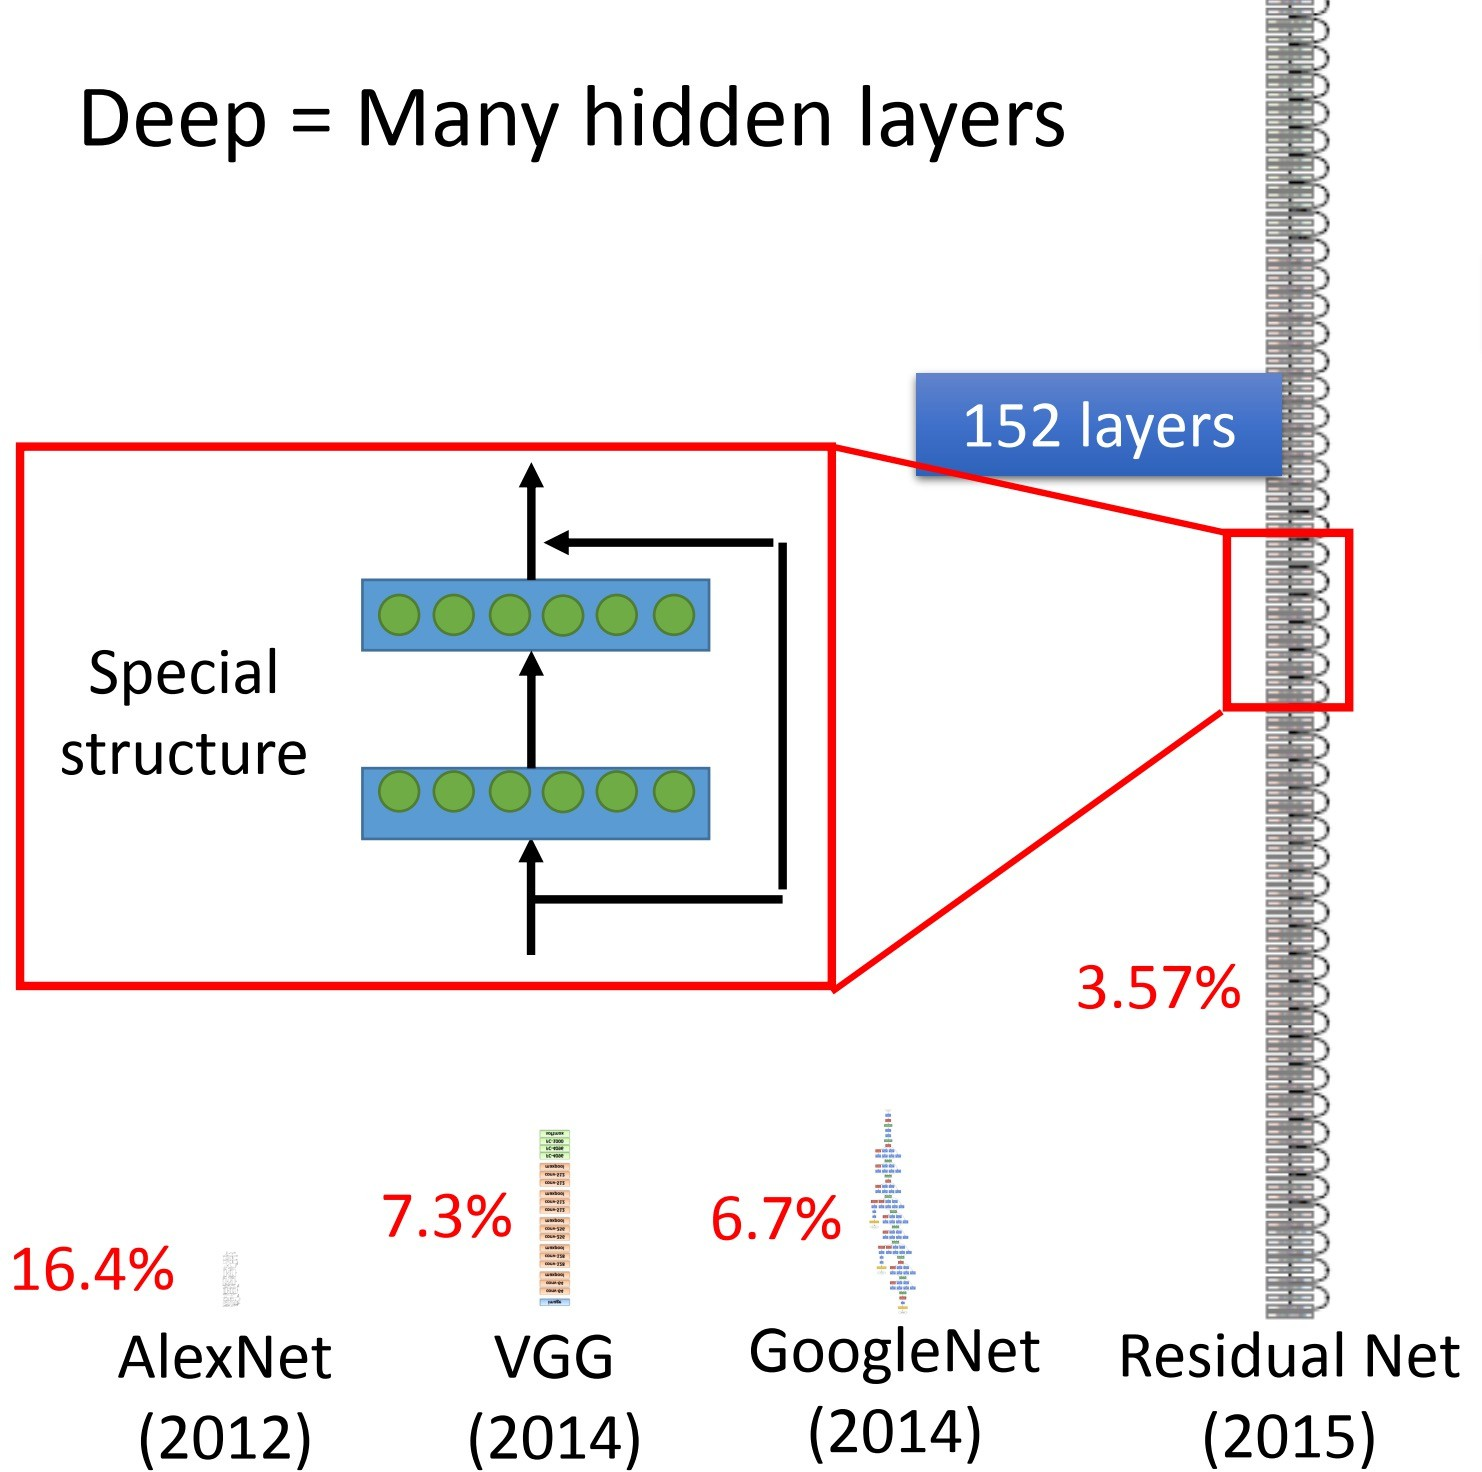 Deep = Many hidden layers
152 layers
Special
structure
3.57%
7.3%
6.7%
16.4%
AlexNet
(2012)
VGG
(2014)
GoogleNet
(2014)
Residual Net
(2015)